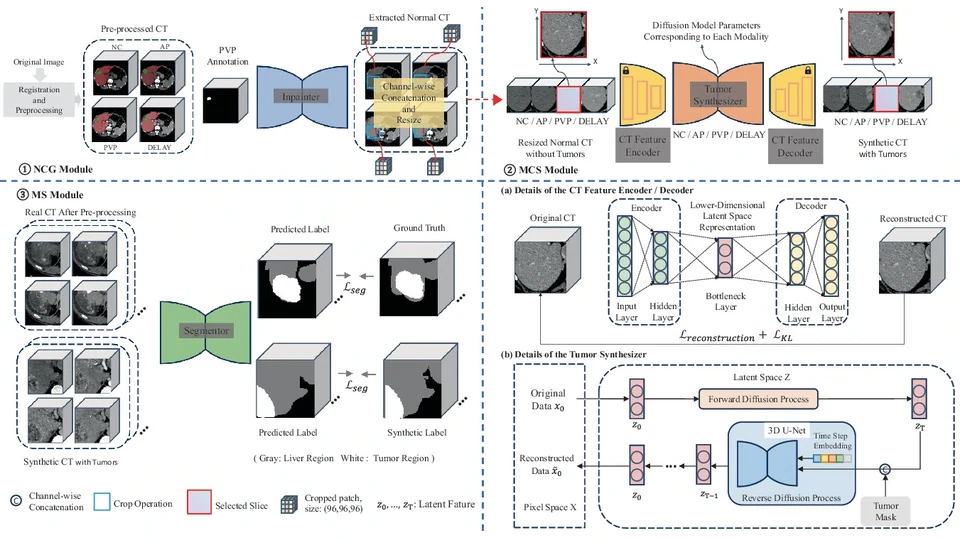 Pre-processed CT
NC
AP
PVP
DELAY
Original Image
Registration
and
Preprocessing
PVP
Annotation
Inpainter
Extracted Normal CT
Channel-wise
Concatenation
and
Resize
① NCG Module
Y
X
NC / AP / PVP / DELAY
Resized Normal CT
without Tumors
Diffusion Model Parameters
Corresponding to Each Modality
CT Feature
Encoder
Tumor
Synthesizer
NC / AP / PVP / DELAY
CT Feature
Decoder
Y
X
NC / AP / PVP / DELAY
Synthetic CT
with Tumors
② MCS Module
③ MS Module
Real CT After Pre-processing
Synthetic CT with Tumors
Segmentor
Predicted Label
Ground Truth
ℒseg
ℒseg
Predicted Label
Synthetic Label
( Gray: Liver Region White : Tumor Region )
C Channel-wise
Concatenation
Crop Operation
Selected Slice
Cropped patch,
size: (96,96,96)
z0, ..., zT: Latent Feature
(a) Details of the CT Feature Encoder / Decoder
Original CT
Encoder
Lower-Dimensional
Latent Space
Representation
Decoder
Reconstructed CT
Input
Layer
Hidden
Layer
Bottleneck
Layer
Hidden
Layer
Output
Layer
ℒreconstruction + ℒKL
(b) Details of the Tumor Synthesizer
Latent Space Z
Original
Data x0
z0
Forward Diffusion Process
zT
3D U-Net
Time Step
Embedding
Reconstructed
Data x̃0
z0
zT−1
Reverse Diffusion Process
C
Tumor
Mask
Pixel Space X